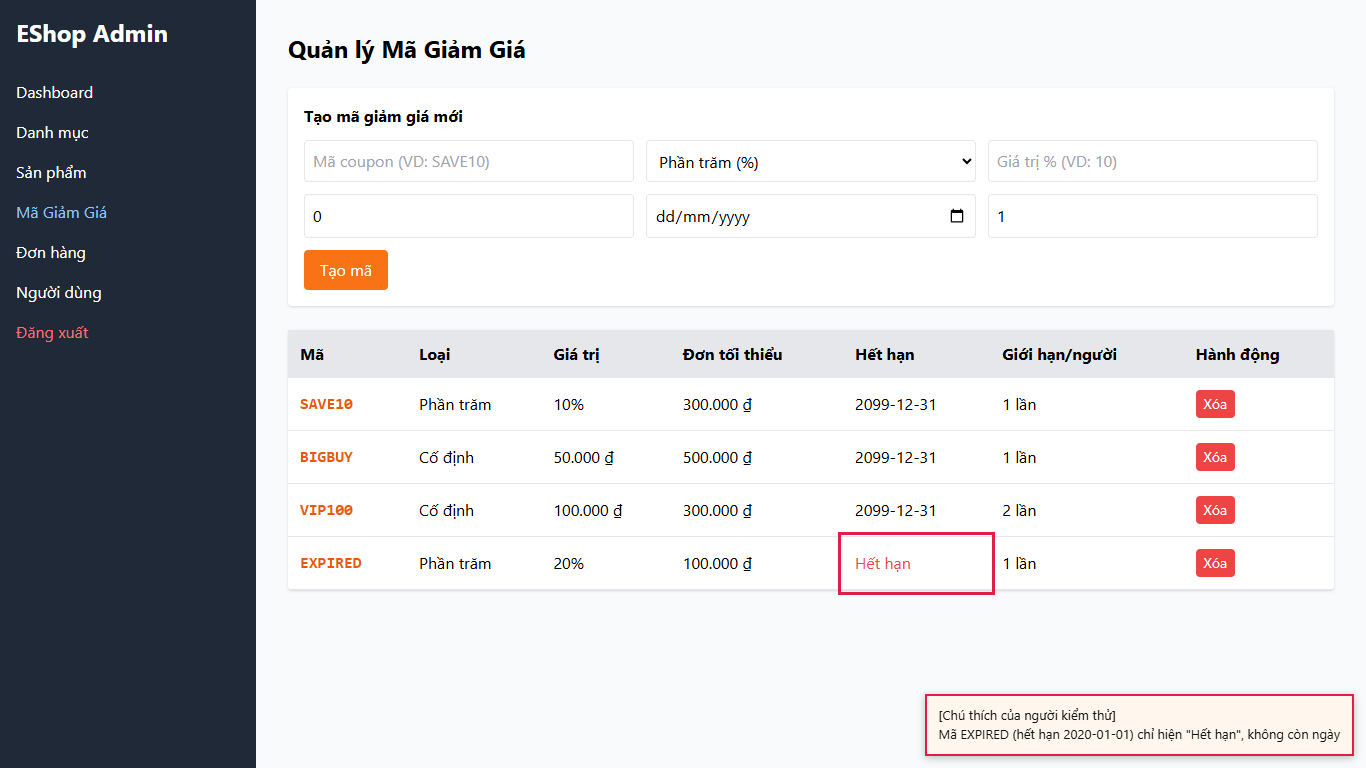 EShop Admin
Dashboard
Danh mục
Sản phẩm
Mã Giảm Giá
Đơn hàng
Người dùng
Đăng xuất
Quản lý Mã Giảm Giá
Tạo mã giảm giá mới
Mã coupon (VD: SAVE10) Phần trăm (%) Giá trị % (VD: 10)
0 dd/mm/yyyy 1
Tạo mã
Mã Loại Giá trị Đơn tối thiểu Hết hạn Giới hạn/người Hành động
SAVE10 Phần trăm 10% 300.000 ₫ 2099-12-31 1 lần Xóa
BIGBUY Cố định 50.000 ₫ 500.000 ₫ 2099-12-31 1 lần Xóa
VIP100 Cố định 100.000 ₫ 300.000 ₫ 2099-12-31 2 lần Xóa
EXPIRED Phần trăm 20% 100.000 ₫ Hết hạn 1 lần Xóa
[Chú thích của người kiểm thử]
Mã EXPIRED (hết hạn 2020-01-01) chỉ hiện "Hết hạn", không còn ngày